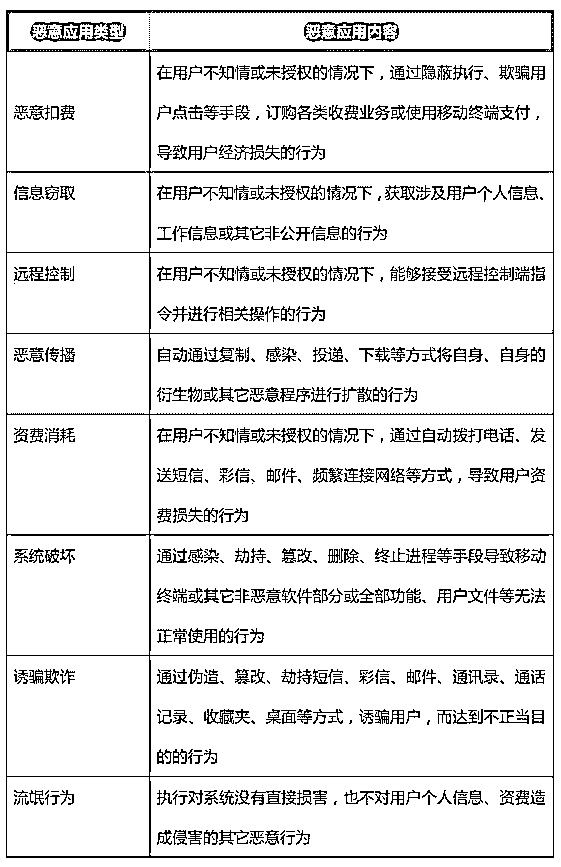 恶意应用类型 恶意应用内容
恶意扣费
在用户不知情或未授权的情况下，通过隐蔽执行、欺骗用
户点击等手段，订购各类收费业务或使用移动终端支付，
导致用户经济损失的行为
信息窃取
在用户不知情或未授权的情况下，获取涉及用户个人信息、
工作信息或其它非公开信息的行为
远程控制
在用户不知情或未授权的情况下，能够接受远程控制端指
令并进行相关操作的行为
恶意传播
自动通过复制、感染、投递、下载等方式将自身、自身的
衍生物或其它恶意程序进行扩散的行为
资费消耗
在用户不知情或未授权的情况下，通过自动拨打电话、发
送短信、彩信、邮件、频繁连接网络等方式，导致用户资
费损失的行为
系统破坏
通过感染、劫持、篡改、删除、终止进程等手段导致移动
终端或其它非恶意软件部分或全部功能、用户文件等无法
正常使用的行为
诱骗欺诈
通过伪造、篡改、劫持短信、彩信、邮件、通讯录、通话
记录、收藏夹、桌面等方式，诱骗用户，而达到不正当目
的的行为
流氓行为
执行对系统没有直接损害，也不对用户个人信息、资费造
成侵害的其它恶意行为